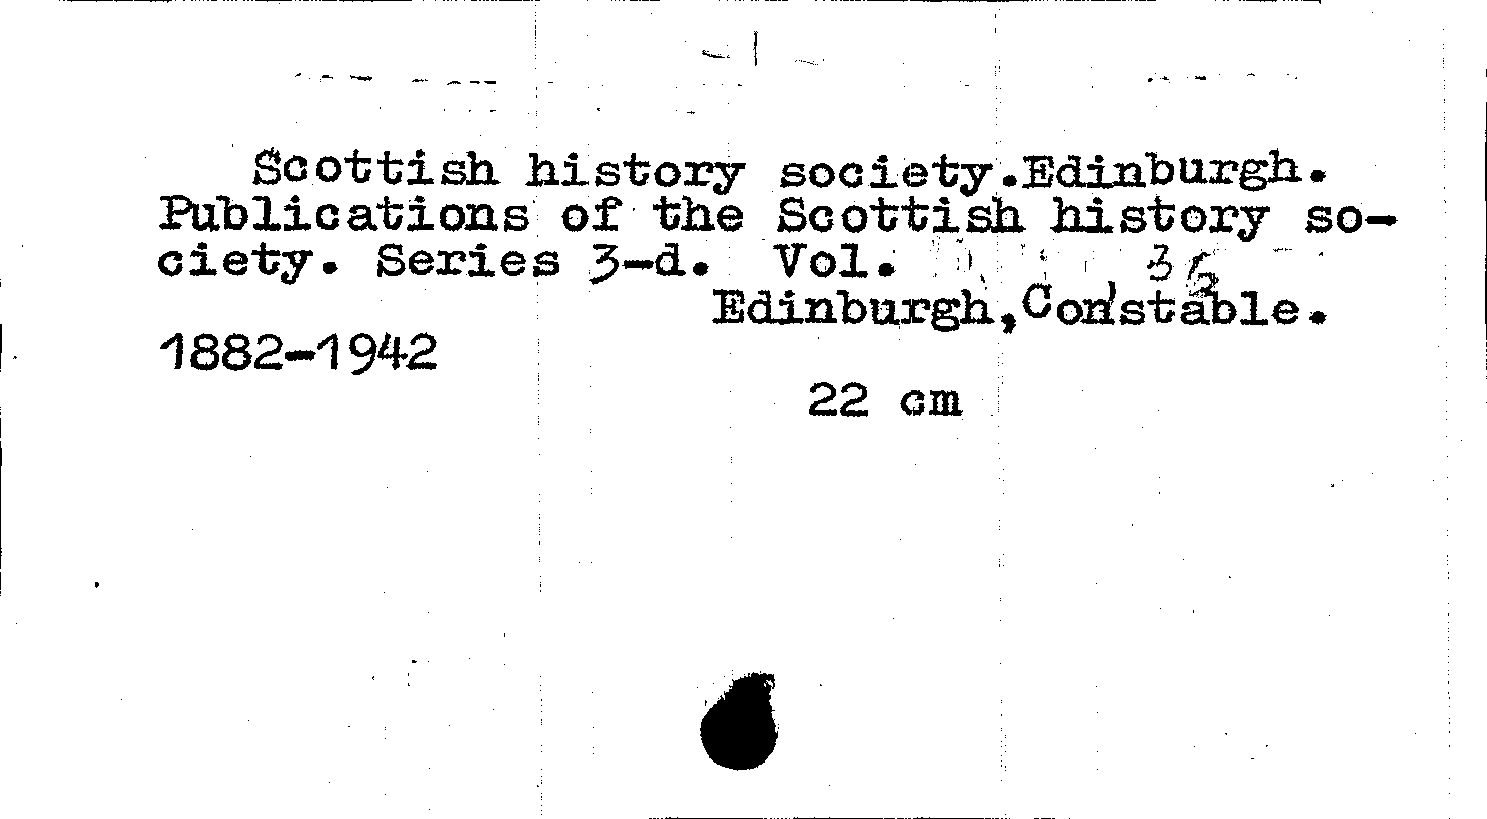 Scottish history society.Edinburgh.
Publications of the Scottish history so-
ciety. Series 3-d. Vol.
Edinburgh,Constable.
1882-1942
22 cm